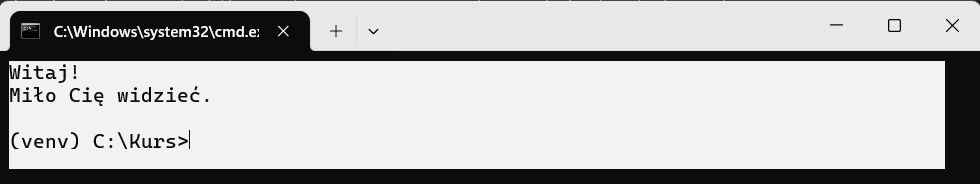 C:\Windows\system32\cmd.e
Witaj!
Miło Cię widzieć.
(venv) C:\Kurs>